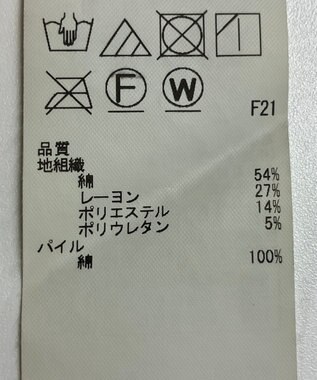 F W
F21
品質
地組織
綿 54%
レーヨン 27%
ポリエステル 14%
ポリウレタン 5%
パイル
綿 100%